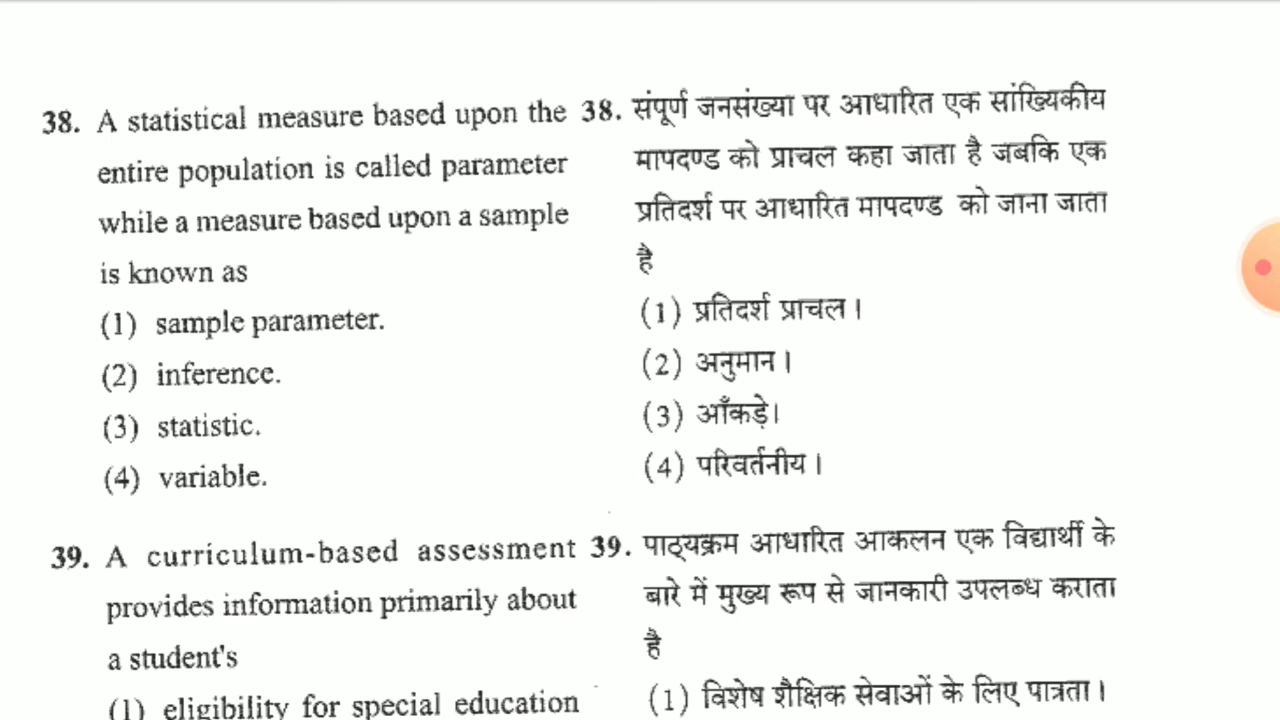 38. A statistical measure based upon the
entire population is called parameter
while a measure based upon a sample
is known as
(1) sample parameter.
(2) inference.
(3) statistic.
(4) variable.
39. A curriculum-based assessment
provides information primarily about
a student's
(1) eligibility for special education
38. संपूर्ण जनसंख्या पर आधारित एक सांख्यिकीय
मापदण्ड को प्राचल कहा जाता है जबकि एक
प्रतिदर्श पर आधारित मापदण्ड को जाना जाता
है
(1) प्रतिदर्श प्राचल।
(2) अनुमान।
(3) आँकड़े।
(4) परिवर्तनीय।
39. पाठ्यक्रम आधारित आकलन एक विद्यार्थी के
बारे में मुख्य रूप से जानकारी उपलब्ध कराता
है
(1) विशेष शैक्षिक सेवाओं के लिए पात्रता।